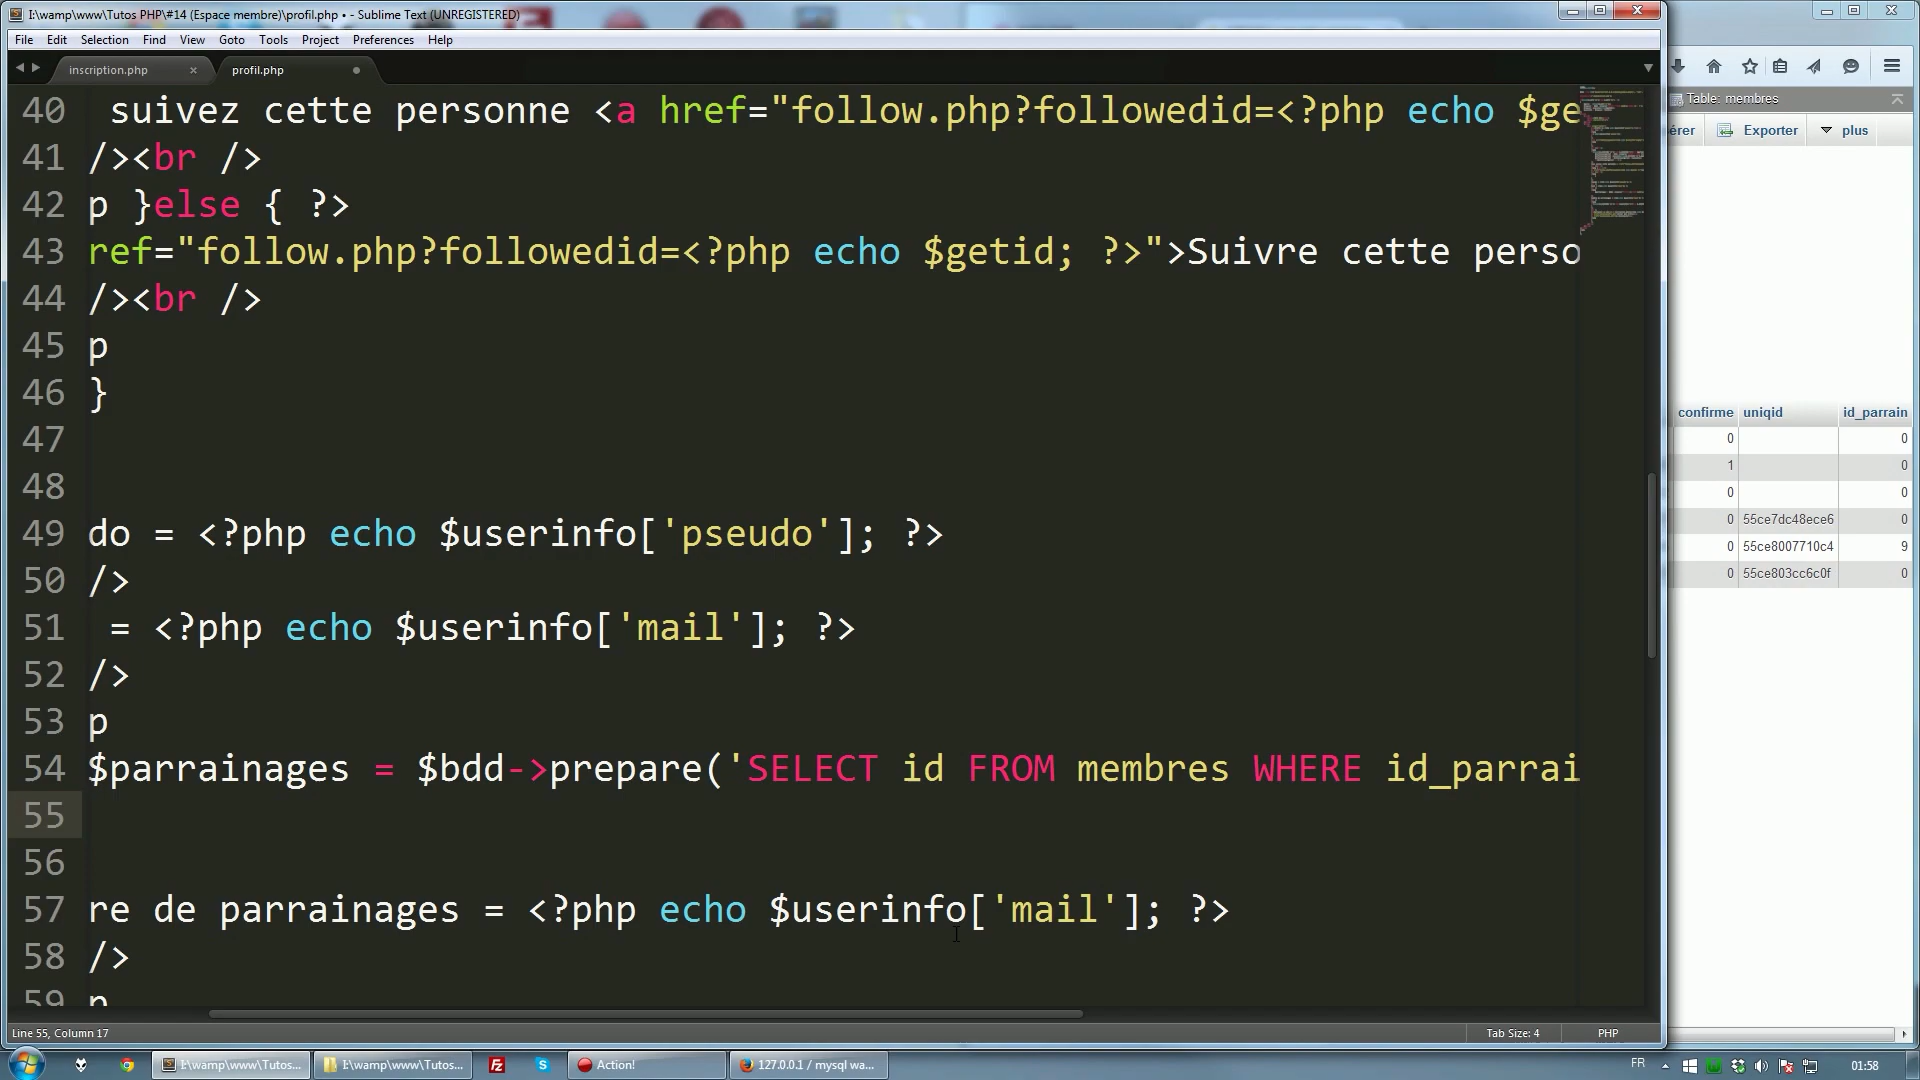 I:\wamp\www\Tutos PHP\#14 (Espace membre)\profil.php • - Sublime Text (UNREGISTERED)
File Edit Selection Find View Goto Tools Project Preferences Help
inscription.php × profil.php
Table: membres
Exporter plus
40 suivez cette personne <a href="follow.php?followedid=<?php echo $ge
41 /><br />
42 p }else { ?>
43 ref="follow.php?followedid=<?php echo $getid; ?>">Suivre cette perso
44 /><br />
45 p
46 }
47
48
49 do = <?php echo $userinfo['pseudo']; ?>
50 />
51 = <?php echo $userinfo['mail']; ?>
52 />
53 p
54 $parrainages = $bdd->prepare('SELECT id FROM membres WHERE id_parrai
55
56
57 re de parrainages = <?php echo $userinfo['mail']; ?>
58 />
59 p
confirme uniqid id_parrain
0 0
1 0
0 0
0 55ce7dc48ece6 0
0 55ce8007710c4 9
0 55ce803cc6c0f 0
Line 55, Column 17 Tab Size: 4 PHP
I:\wamp\www\Tutos... I:\wamp\www\Tutos... Action! 127.0.0.1 / mysql wa... FR 01:58